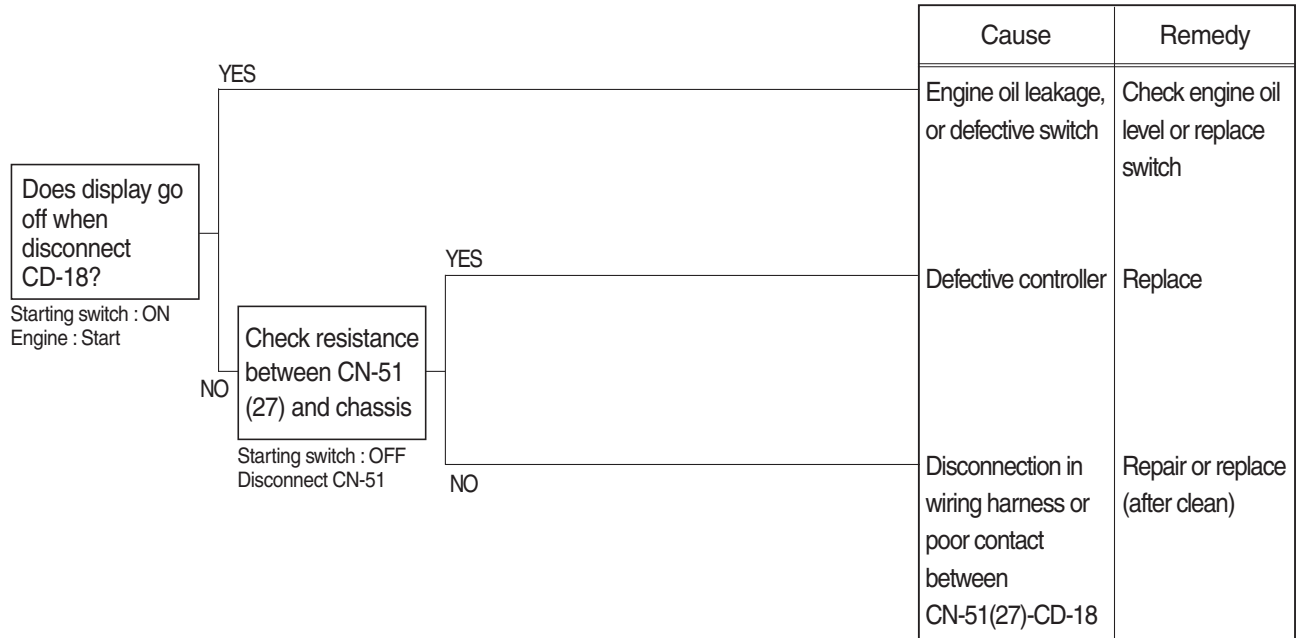 Cause
Remedy
YES
Engine oil leakage,
or defective switch
Check engine oil
level or replace
switch
Does display go
off when
disconnect
CD-18?
Starting switch : ON
Engine : Start
YES
Defective controller
Replace
NO
Check resistance
between CN-51
(27) and chassis
Starting switch : OFF
Disconnect CN-51
NO
Disconnection in
wiring harness or
poor contact
between
CN-51(27)-CD-18
Repair or replace
(after clean)